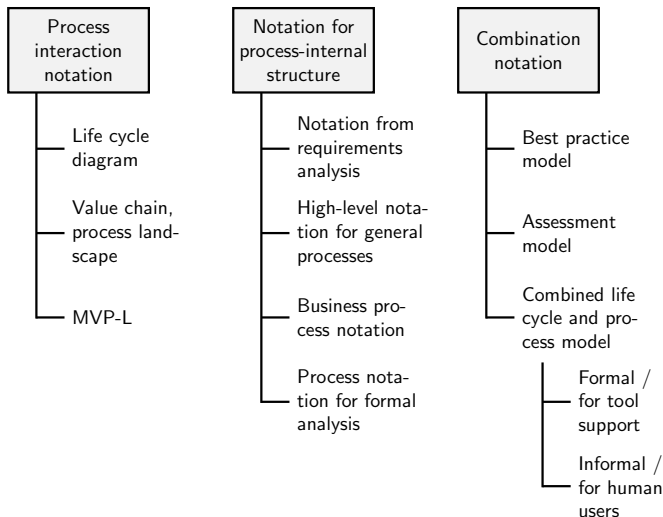 Process
interaction
notation
Life cycle
diagram
Value chain,
process land-
scape
MVP-L
Notation for
process-internal
structure
Notation from
requirements
analysis
High-level nota-
tion for general
processes
Business pro-
cess notation
Process nota-
tion for formal
analysis
Combination
notation
Best practice
model
Assessment
model
Combined life
cycle and pro-
cess model
Formal /
for tool
support
Informal /
for human
users